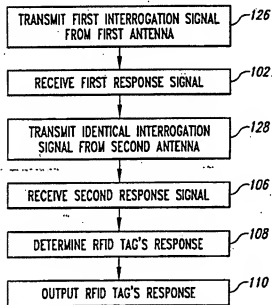 TRANSMIT FIRST INTERROGATION SIGNAL
FROM FIRST ANTENNA
126
RECEIVE FIRST RESPONSE SIGNAL
102
TRANSMIT IDENTICAL INTERROGATION
SIGNAL FROM SECOND ANTENNA
128
RECEIVE SECOND RESPONSE SIGNAL
106
DETERMINE RFID TAG'S RESPONSE
108
OUTPUT RFID TAG'S RESPONSE
110